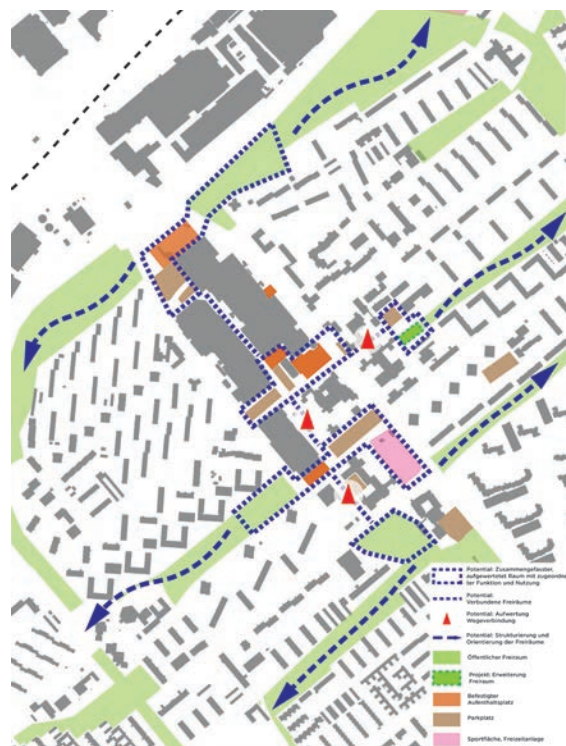 Potential: Zusammengefasster,
aufgewerteter Raum mit zugeordne-
ter Funktion und Nutzung
Potential:
Verbundene Freiräume
Potential: Aufwertung
Wegeverbindung
Potential: Strukturierung und
Orientierung der Freiräume
Öffentlicher Freiraum
Projekt: Erweiterung
Freiraum
Befestigter
Aufenthaltsplatz
Parkplatz
Sportfläche, Freizeitanlage